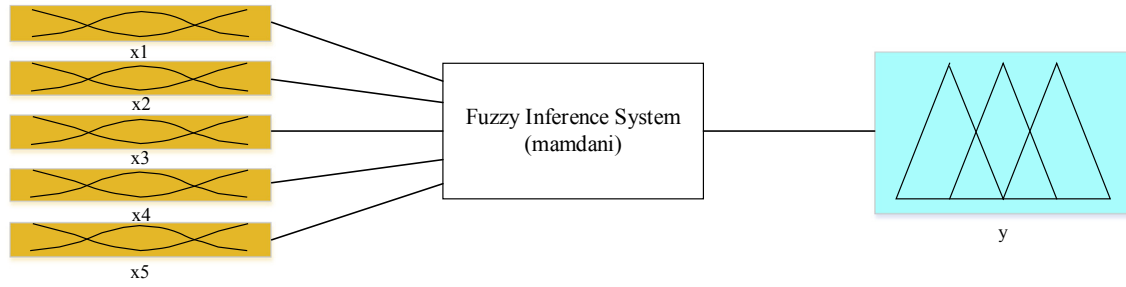 x1
x2
x3
x4
x5
Fuzzy Inference System
(mamdani)
y